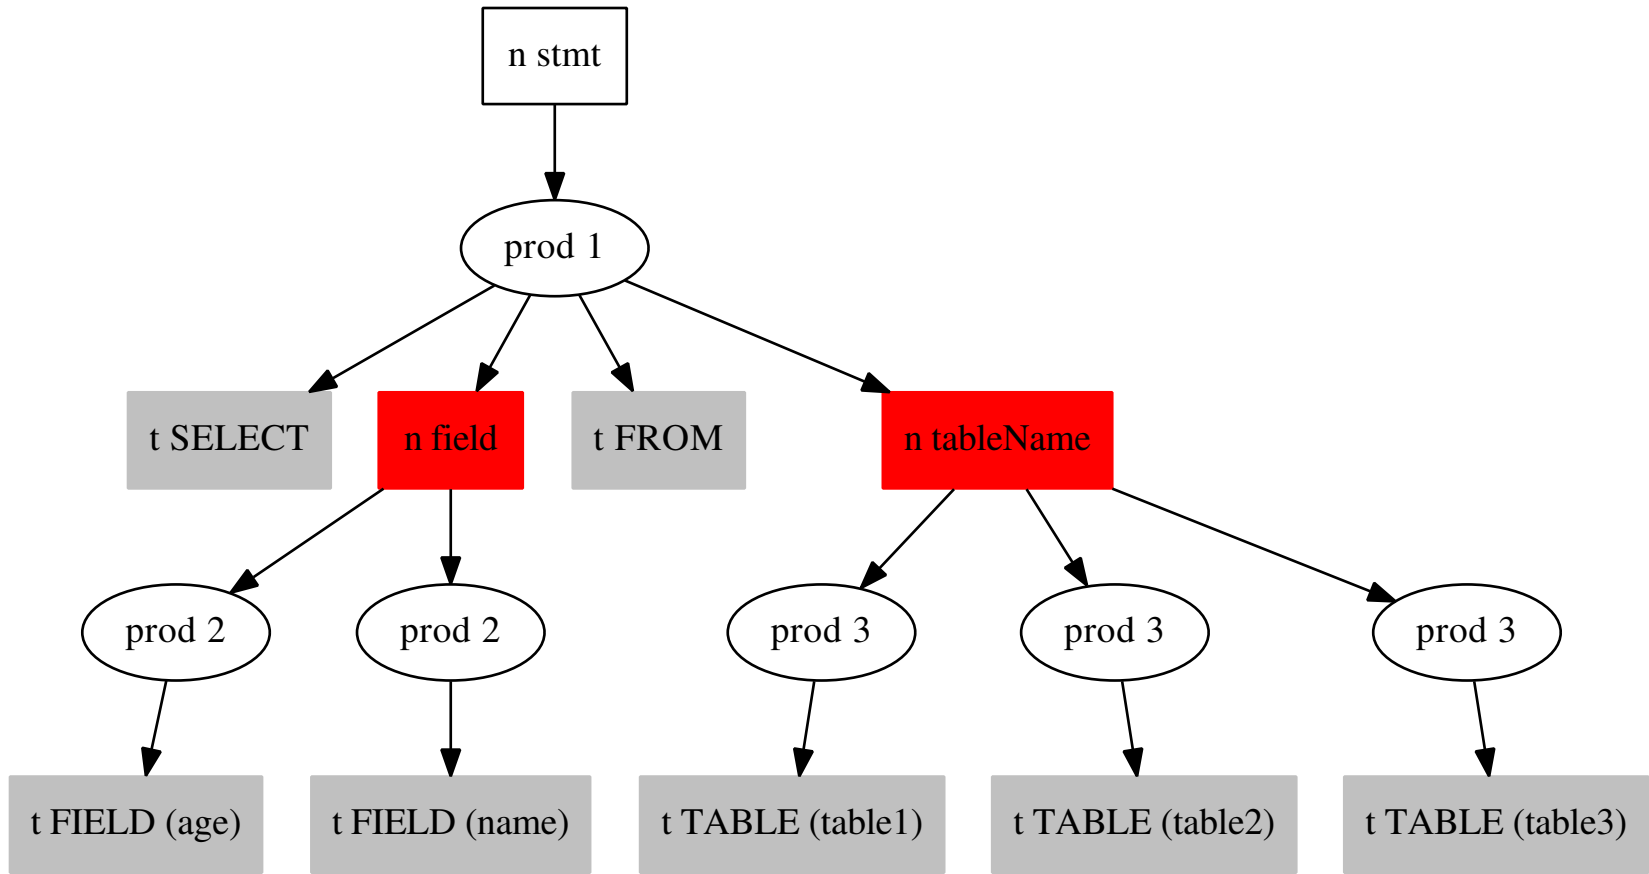 n stmt
prod 1
t SELECT
n field
t FROM
n tableName
prod 2
prod 2
prod 3
prod 3
prod 3
t FIELD (age)
t FIELD (name)
t TABLE (table1)
t TABLE (table2)
t TABLE (table3)